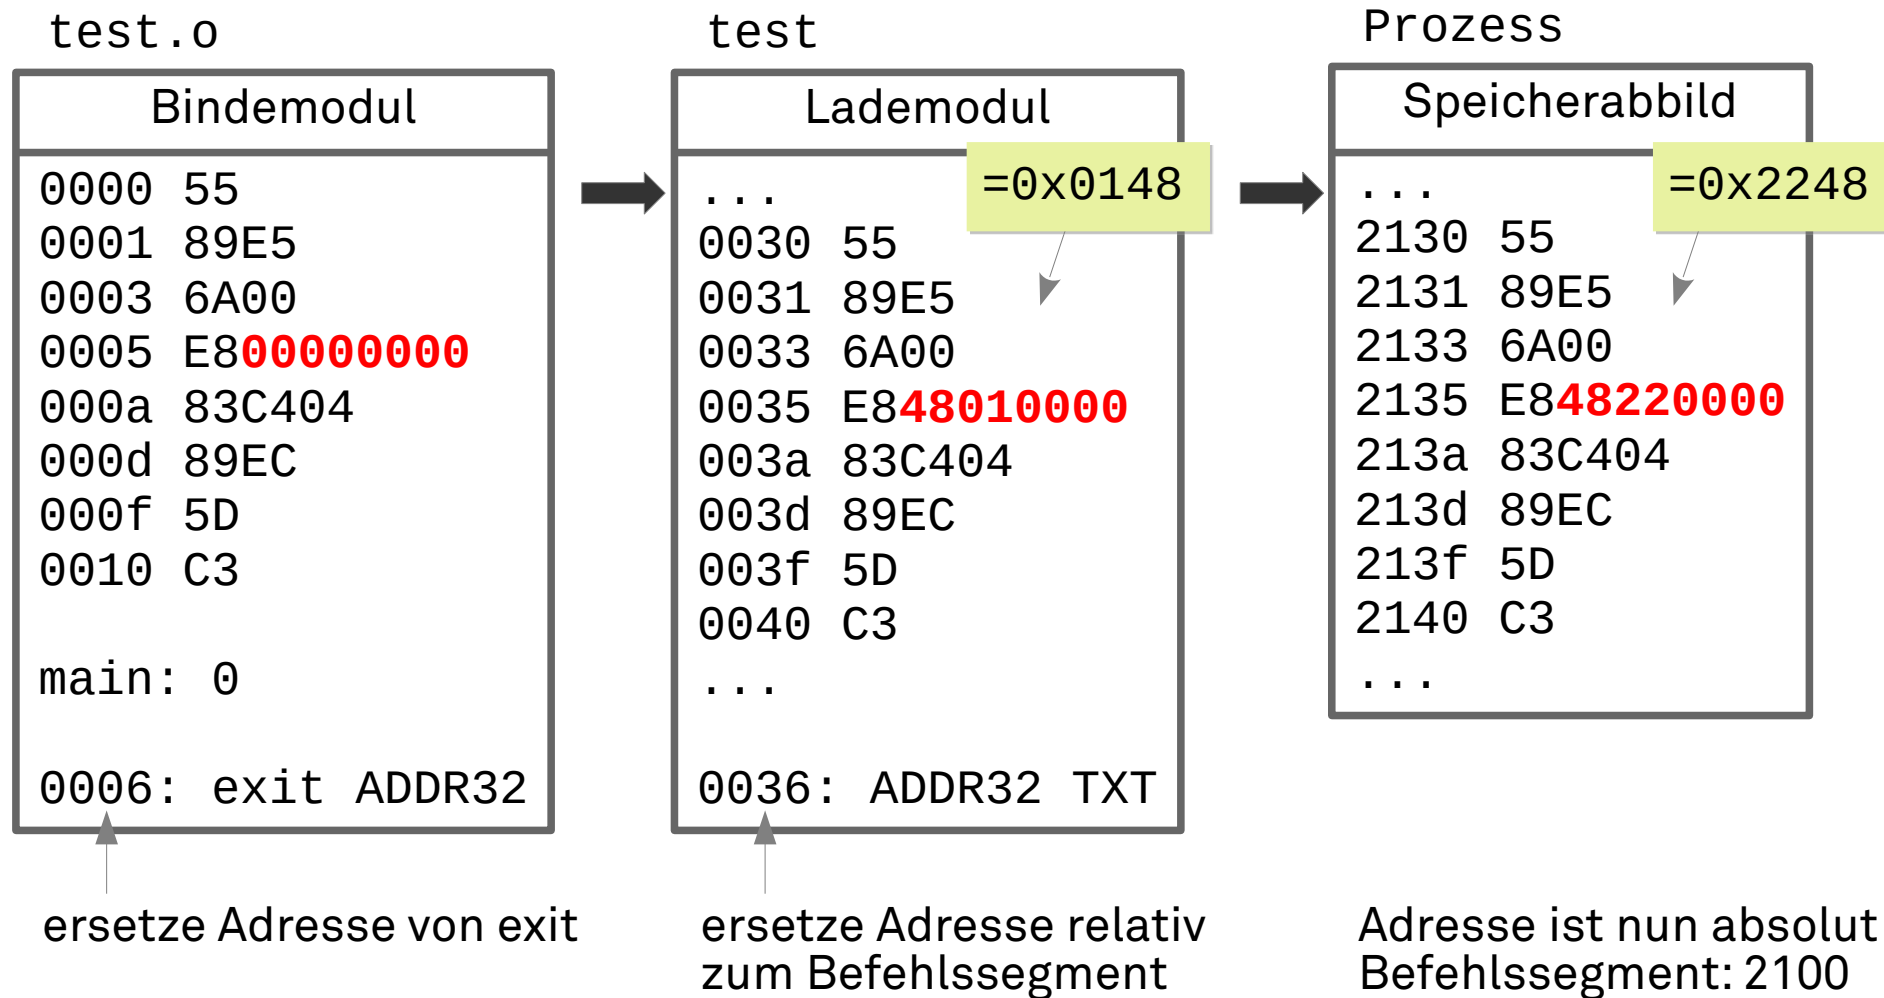 test.o
Bindemodul
0000 55
0001 89E5
0003 6A00
0005 E800000000
000a 83C404
000d 89EC
000f 5D
0010 C3
main: 0
0006: exit ADDR32
ersetze Adresse von exit
test
Lademodul
=0x0148
...
0030 55
0031 89E5
0033 6A00
0035 E848010000
003a 83C404
003d 89EC
003f 5D
0040 C3
...
0036: ADDR32 TXT
ersetze Adresse relativ
zum Befehlssegment
Prozess
Speicherabbild
=0x2248
...
2130 55
2131 89E5
2133 6A00
2135 E848220000
213a 83C404
213d 89EC
213f 5D
2140 C3
...
Adresse ist nun absolut
Befehlssegment: 2100